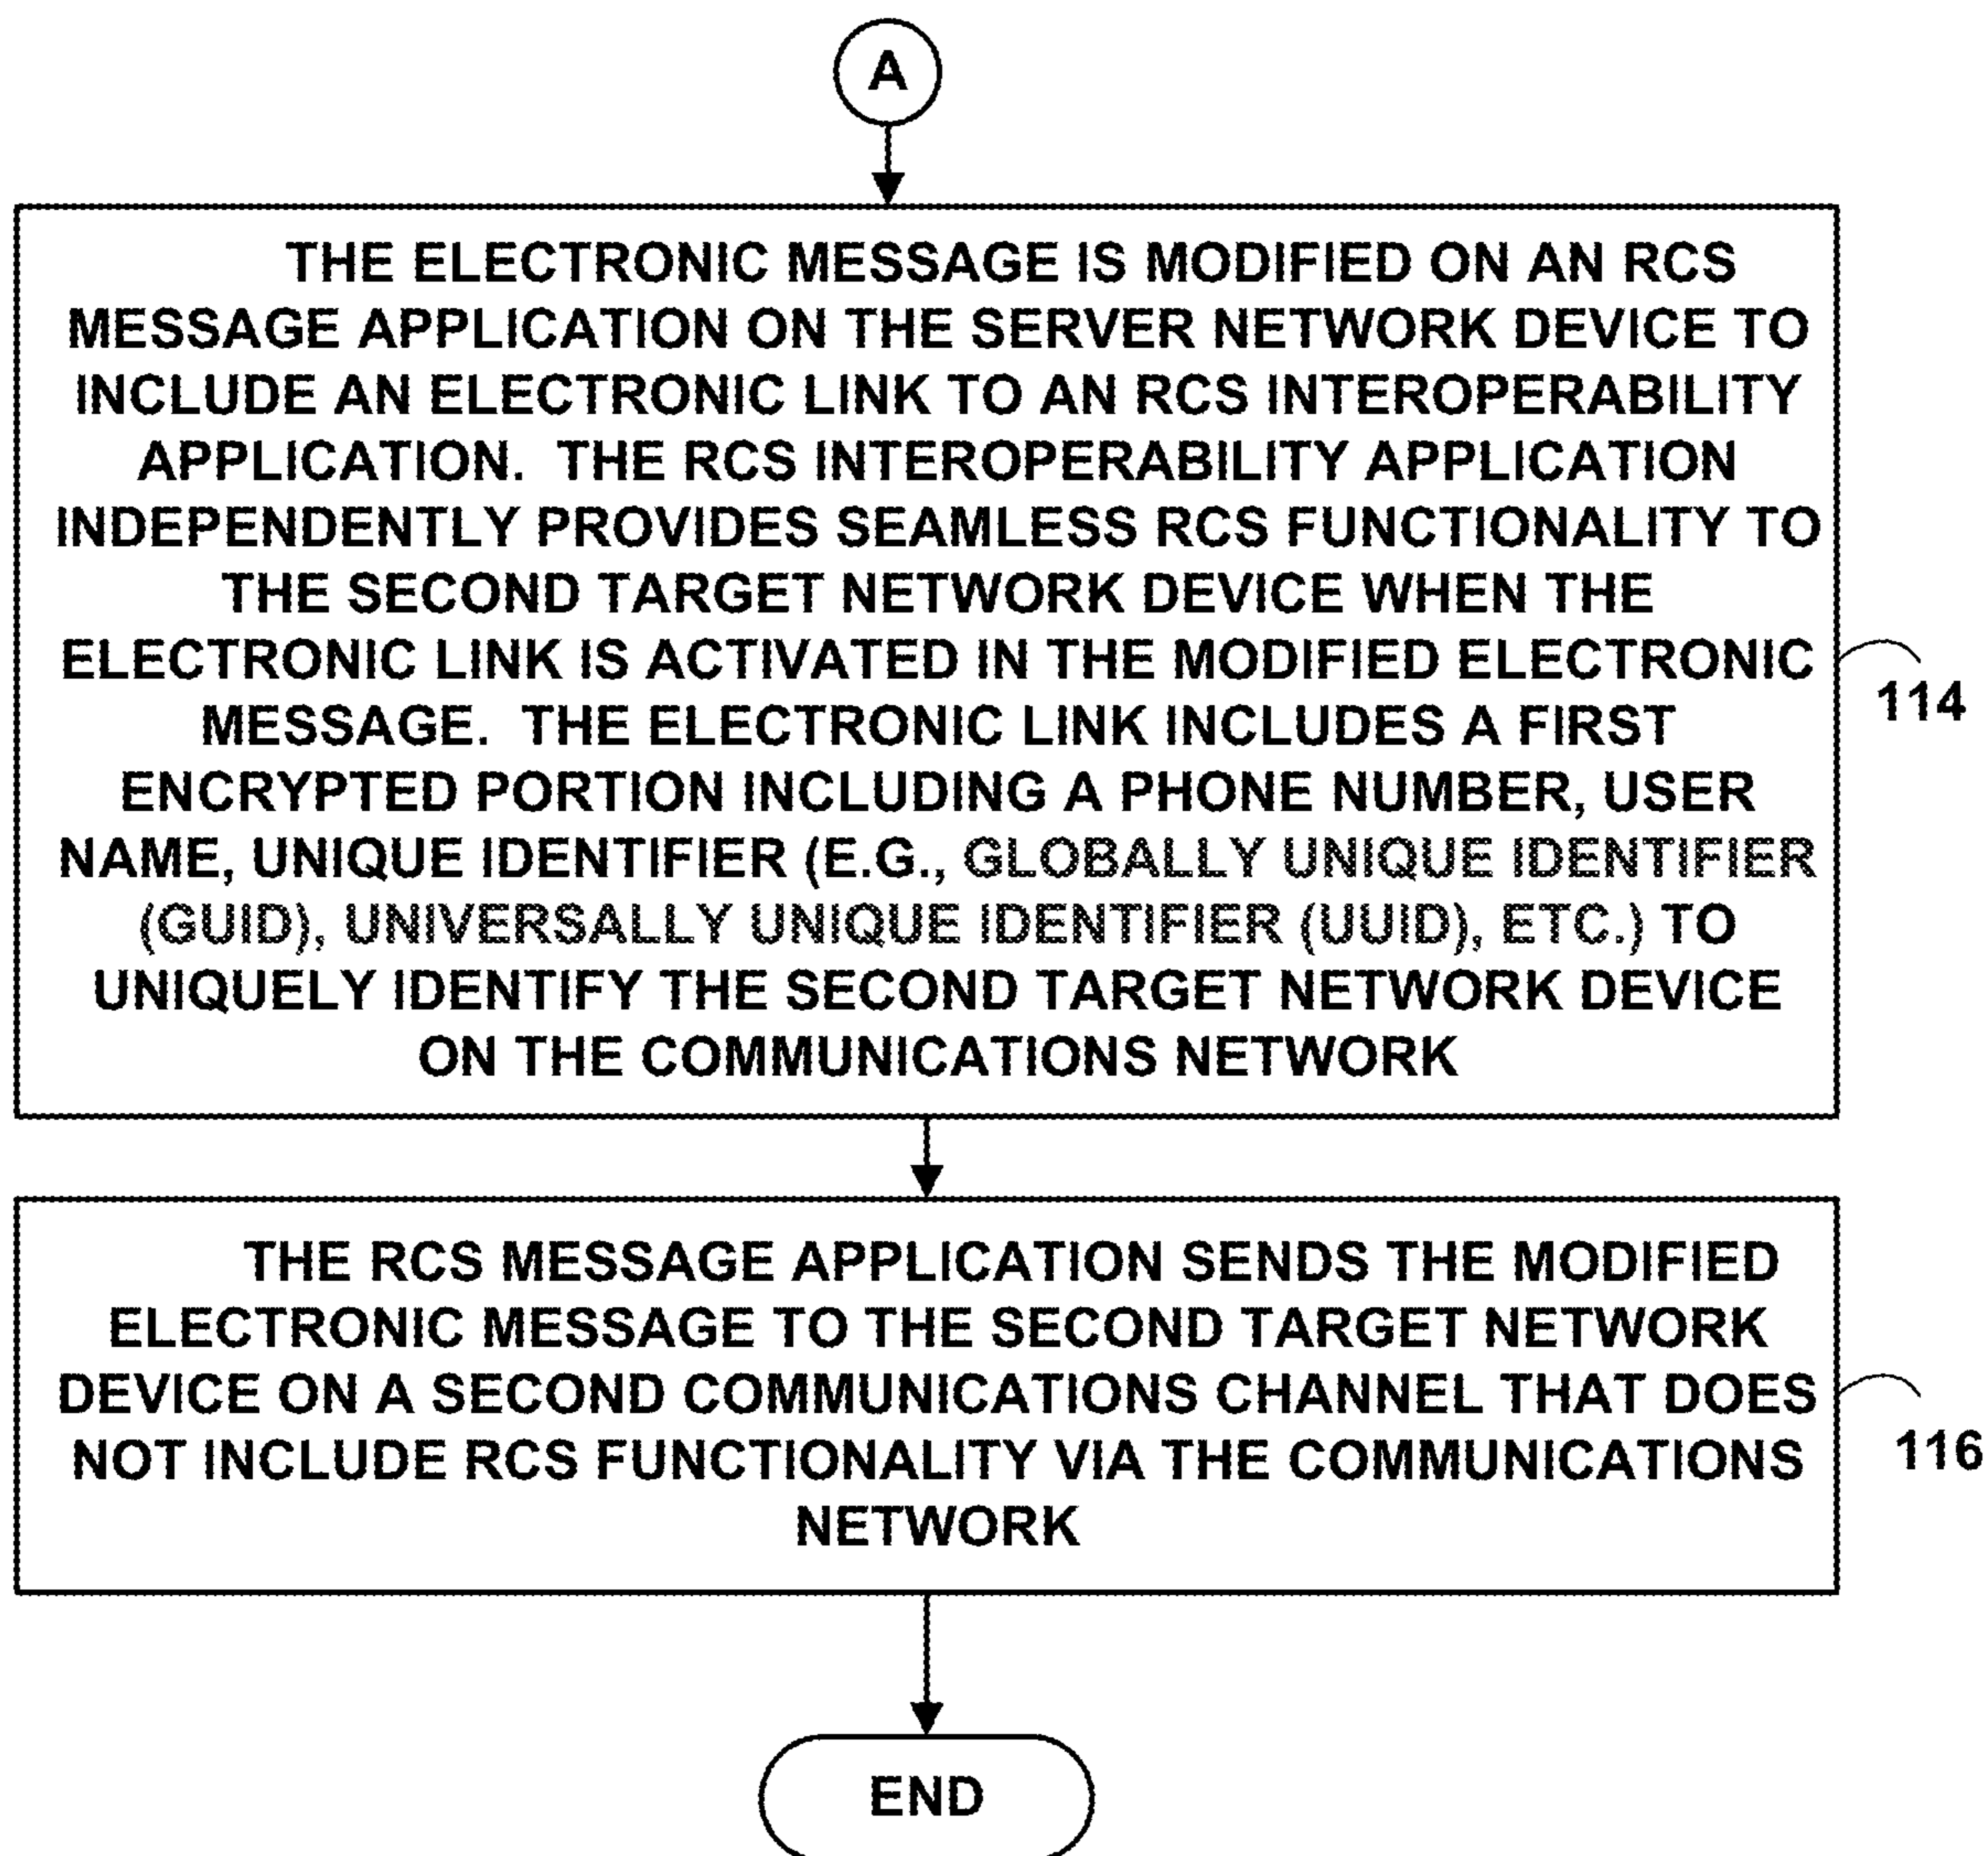 A
THE ELECTRONIC MESSAGE IS MODIFIED ON AN RCS
MESSAGE APPLICATION ON THE SERVER NETWORK DEVICE TO
INCLUDE AN ELECTRONIC LINK TO AN RCS INTEROPERABILITY
APPLICATION. THE RCS INTEROPERABILITY APPLICATION
INDEPENDENTLY PROVIDES SEAMLESS RCS FUNCTIONALITY TO
THE SECOND TARGET NETWORK DEVICE WHEN THE
ELECTRONIC LINK IS ACTIVATED IN THE MODIFIED ELECTRONIC
MESSAGE. THE ELECTRONIC LINK INCLUDES A FIRST
ENCRYPTED PORTION INCLUDING A PHONE NUMBER, USER
NAME, UNIQUE IDENTIFIER (E.G., GLOBALLY UNIQUE IDENTIFIER
(GUID), UNIVERSALLY UNIQUE IDENTIFIER (UUID), ETC.) TO
UNIQUELY IDENTIFY THE SECOND TARGET NETWORK DEVICE
ON THE COMMUNICATIONS NETWORK
114
THE RCS MESSAGE APPLICATION SENDS THE MODIFIED
ELECTRONIC MESSAGE TO THE SECOND TARGET NETWORK
DEVICE ON A SECOND COMMUNICATIONS CHANNEL THAT DOES
NOT INCLUDE RCS FUNCTIONALITY VIA THE COMMUNICATIONS
NETWORK
116
END